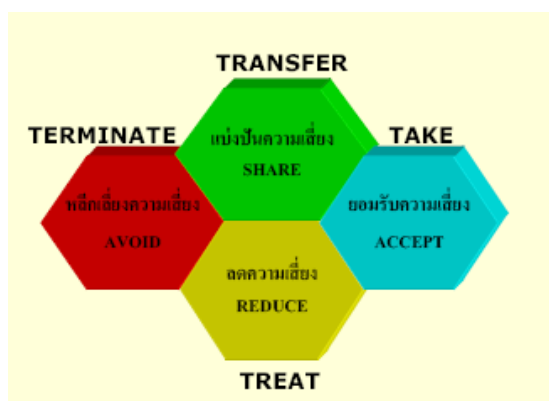 TRANSFER
TERMINATE
TAKE
แบ่งปันความเสี่ยง
SHARE
หลีกเลี่ยงความเสี่ยง
AVOID
ยอมรับความเสี่ยง
ACCEPT
ลดความเสี่ยง
REDUCE
TREAT